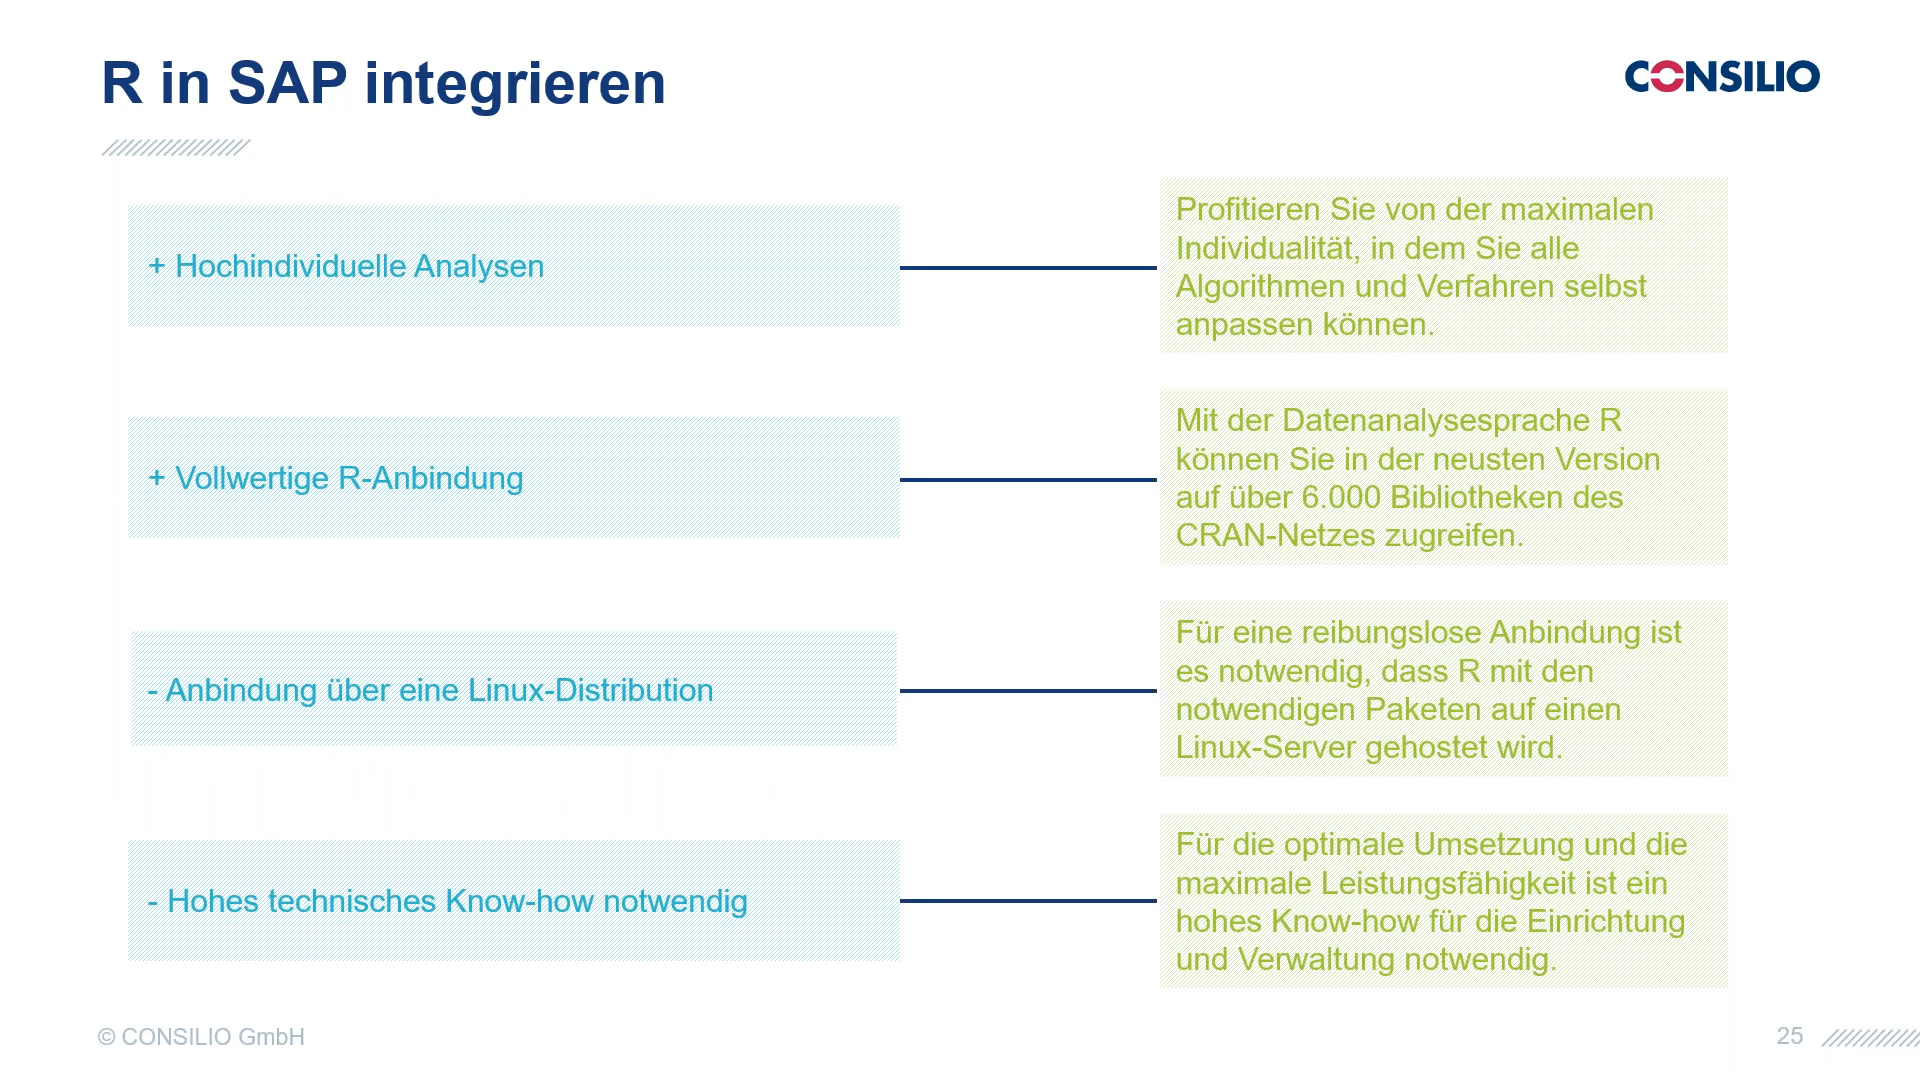 R in SAP integrieren
CONSILIO
+ Hochindividuelle Analysen
Profitieren Sie von der maximalen
Individualität, in dem Sie alle
Algorithmen und Verfahren selbst
anpassen können.
+ Vollwertige R-Anbindung
Mit der Datenanalysesprache R
können Sie in der neusten Version
auf über 6.000 Bibliotheken des
CRAN-Netzes zugreifen.
- Anbindung über eine Linux-Distribution
Für eine reibungslose Anbindung ist
es notwendig, dass R mit den
notwendigen Paketen auf einen
Linux-Server gehostet wird.
- Hohes technisches Know-how notwendig
Für die optimale Umsetzung und die
maximale Leistungsfähigkeit ist ein
hohes Know-how für die Einrichtung
und Verwaltung notwendig.
© CONSILIO GmbH
25